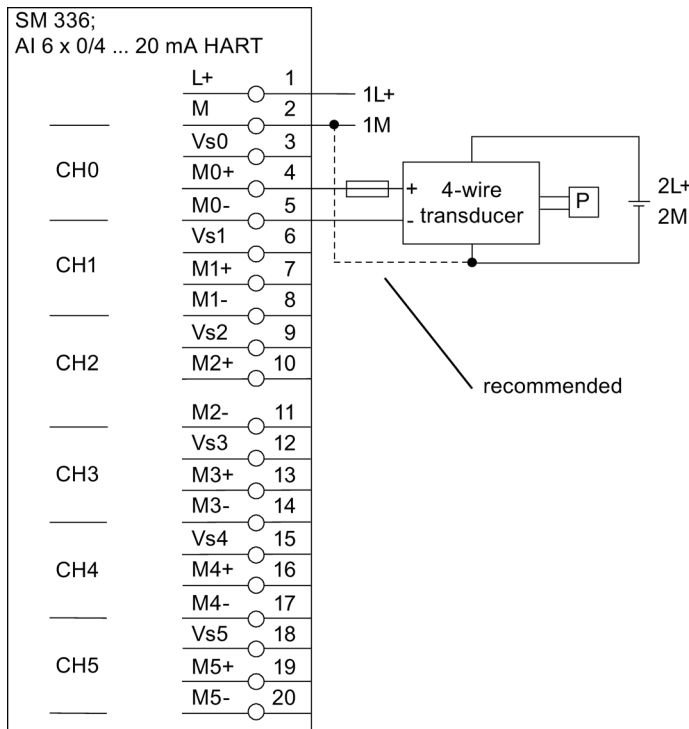 SM 336;
AI 6 x 0/4 ... 20 mA HART
L+ 1
1L+
M 2
1M
CH0
Vs0 3
M0+ 4
M0- 5
+ 4-wire
- transducer
P
2L+
2M
CH1
Vs1 6
M1+ 7
M1- 8
CH2
Vs2 9
M2+ 10
M2- 11
recommended
CH3
Vs3 12
M3+ 13
M3- 14
CH4
Vs4 15
M4+ 16
M4- 17
CH5
Vs5 18
M5+ 19
M5- 20